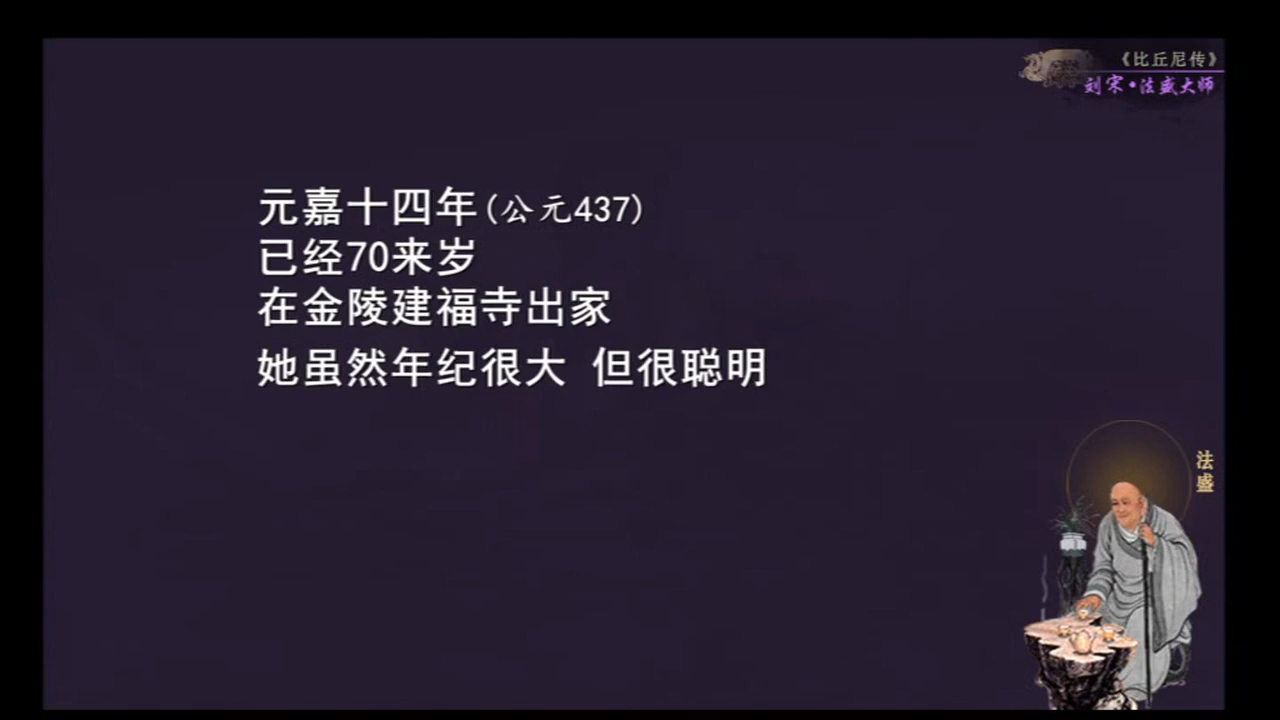 《比丘尼传》
刘宋·法盛大师
元嘉十四年(公元437)
已经70来岁
在金陵建福寺出家
她虽然年纪很大 但很聪明
法盛